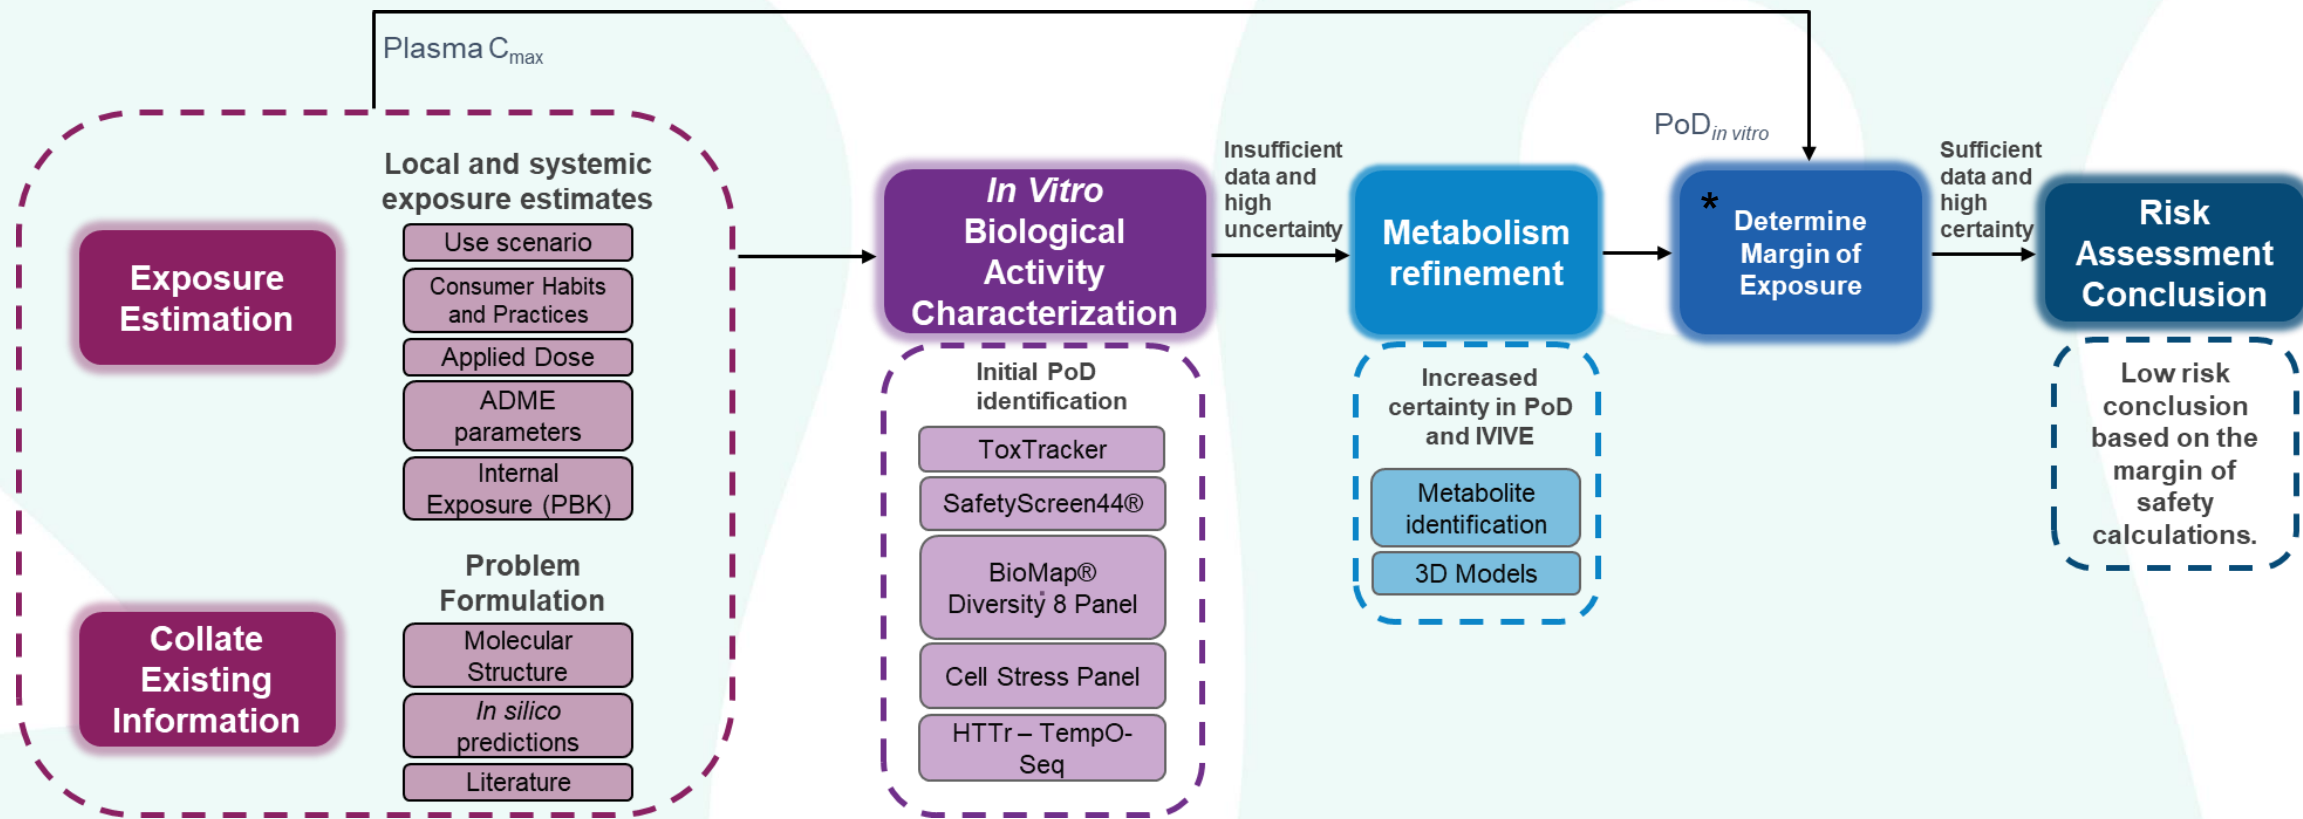 Plasma Cmax
Local and systemic
exposure estimates
Exposure
Estimation
Use scenario
Consumer Habits
and Practices
Applied Dose
ADME
parameters
Internal
Exposure (PBK)
Problem
Formulation
Collate
Existing
Information
Molecular
Structure
In silico
predictions
Literature
In Vitro
Biological
Activity
Characterization
Initial PoD
identification
ToxTracker
SafetyScreen44®
BioMap®
Diversity 8 Panel
Cell Stress Panel
HTTr – TempO-
Seq
Insufficient
data and
high
uncertainty
Metabolism
refinement
Increased
certainty in PoD
and IVIVE
Metabolite
identification
3D Models
PoDin vitro
*
Determine
Margin of
Exposure
Sufficient
data and
high
certainty
Risk
Assessment
Conclusion
Low risk
conclusion
based on the
margin of
safety
calculations.